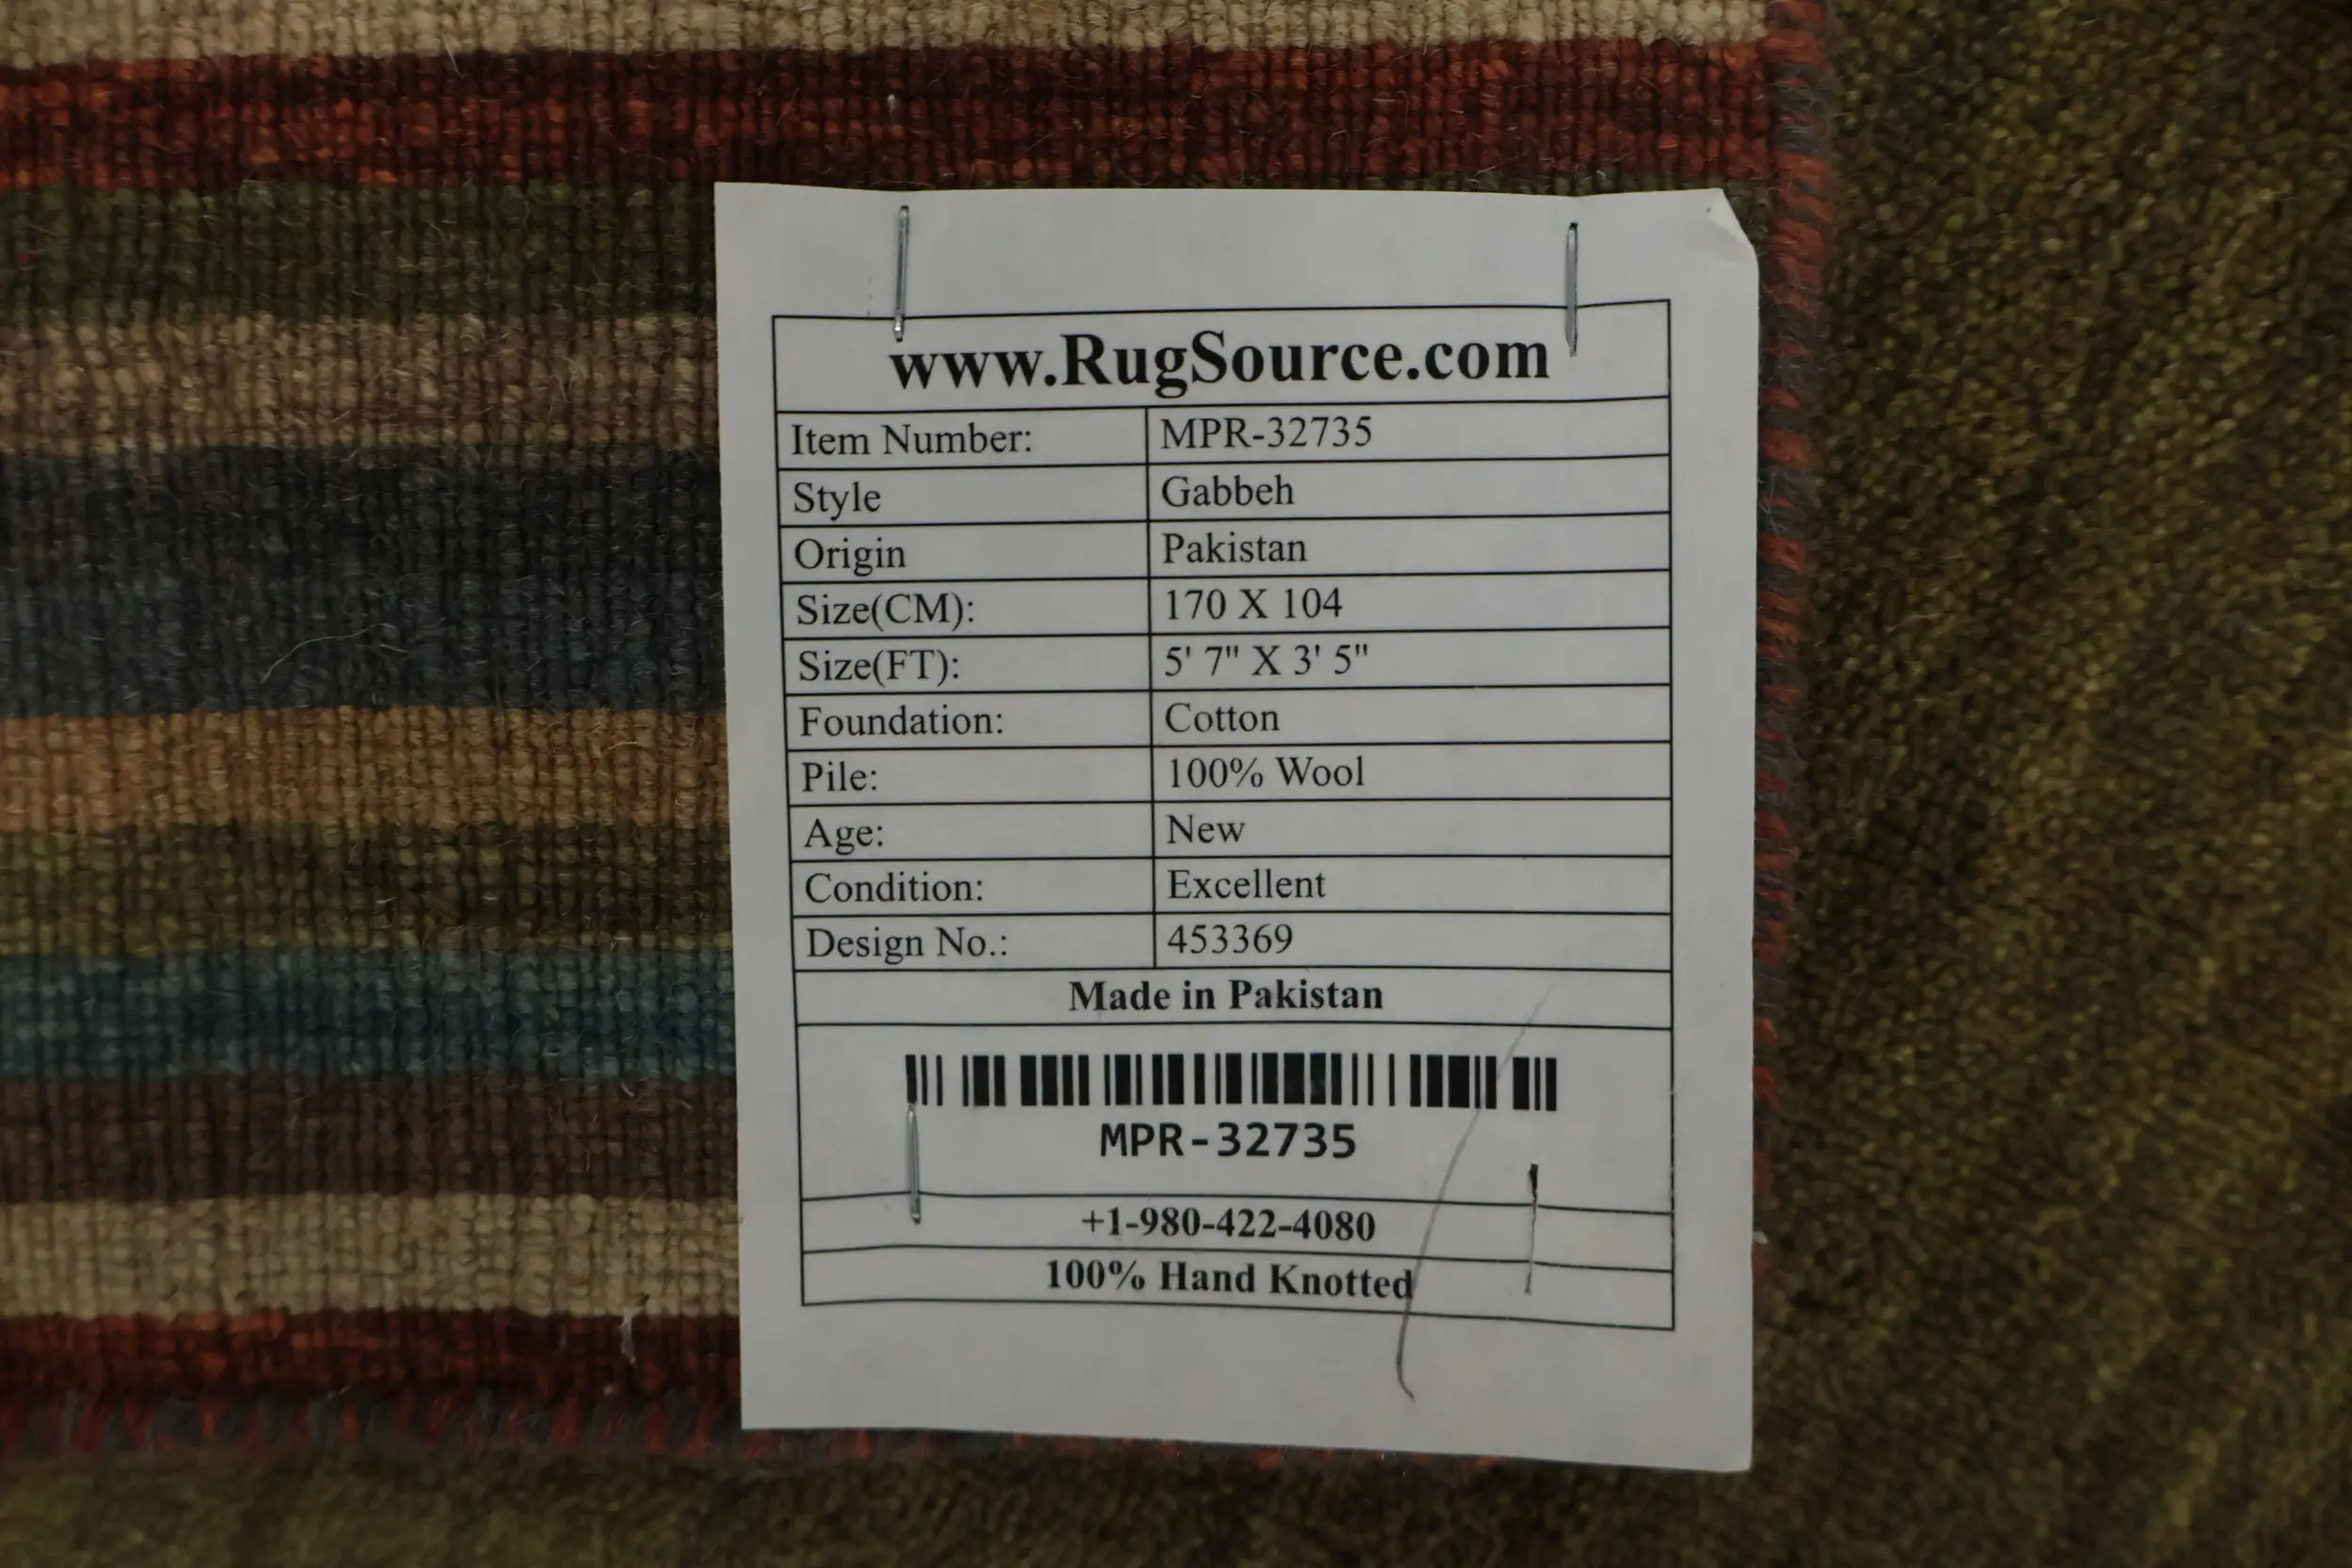 www.RugSource.com
Item Number: MPR-32735
Style Gabbeh
Origin Pakistan
Size(CM): 170 X 104
Size(FT): 5' 7" X 3' 5"
Foundation: Cotton
Pile: 100% Wool
Age: New
Condition: Excellent
Design No.: 453369
Made in Pakistan
MPR-32735
+1-980-422-4080
100% Hand Knotted